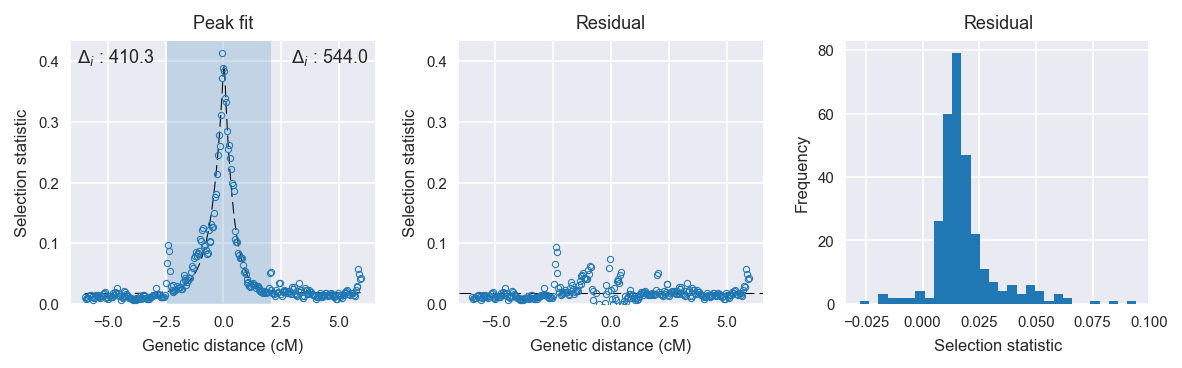 Peak fit
Δi : 410.3
Δi : 544.0
Selection statistic
0.4
0.3
0.2
0.1
0.0
−5.0
−2.5
0.0
2.5
5.0
Genetic distance (cM)
Residual
Selection statistic
0.4
0.3
0.2
0.1
0.0
−5.0
−2.5
0.0
2.5
5.0
Genetic distance (cM)
Residual
Frequency
80
60
40
20
0
−0.025
0.000
0.025
0.050
0.075
0.100
Selection statistic